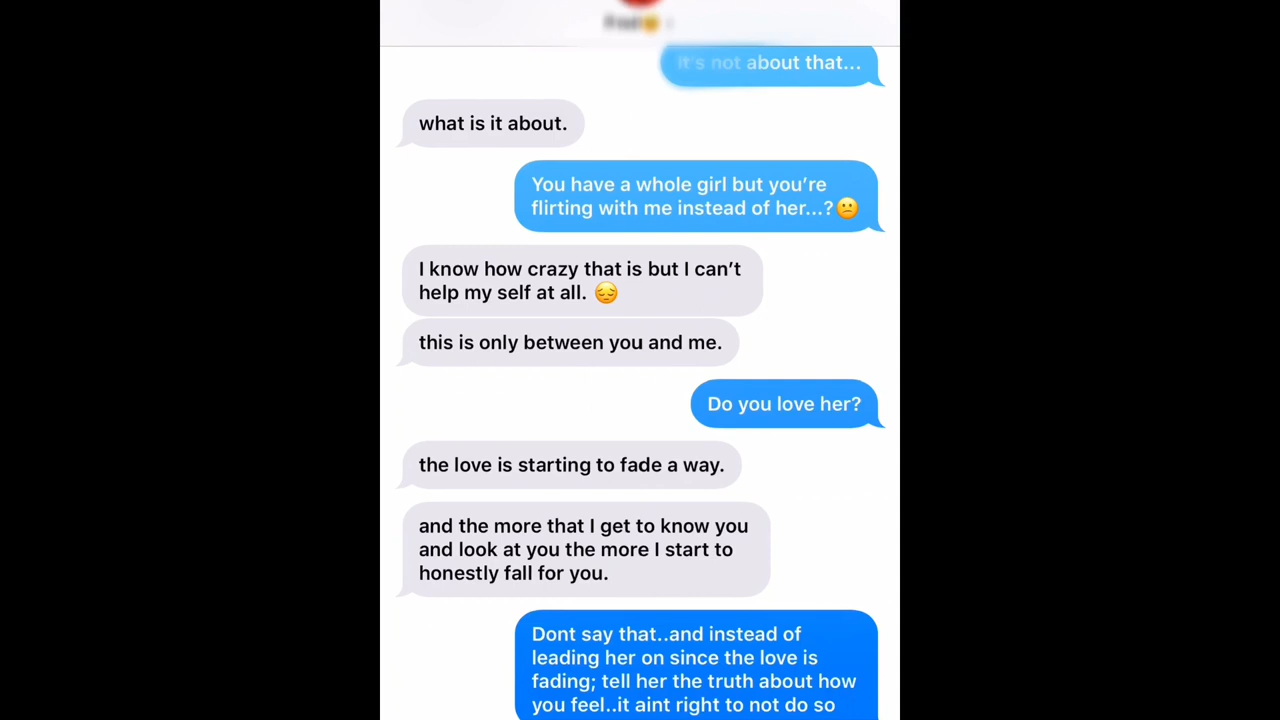 It's not about that...
what is it about.
You have a whole girl but you’re
flirting with me instead of her...?😕
I know how crazy that is but I can’t
help my self at all. 😔
this is only between you and me.
Do you love her?
the love is starting to fade a way.
and the more that I get to know you
and look at you the more I start to
honestly fall for you.
Dont say that..and instead of
leading her on since the love is
fading; tell her the truth about how
you feel..it aint right to not do so